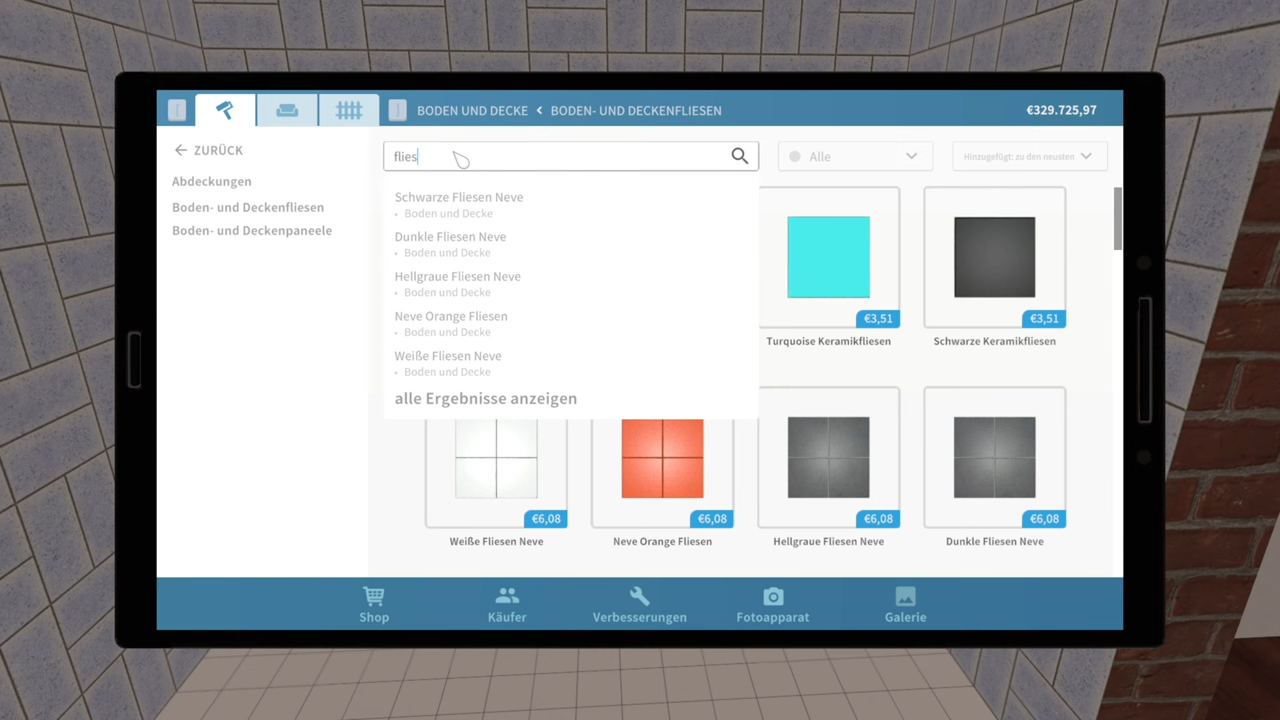 BODEN UND DECKE < BODEN- UND DECKENFLIESEN
€329.725,97
ZURÜCK
Abdeckungen
Boden- und Deckenfliesen
Boden- und Deckenpaneele
flies
Alle
Hinzugefügt: zu den neusten
Schwarze Fliesen Neve
• Boden und Decke
Dunkle Fliesen Neve
• Boden und Decke
Hellgraue Fliesen Neve
• Boden und Decke
Neve Orange Fliesen
• Boden und Decke
Weiße Fliesen Neve
• Boden und Decke
alle Ergebnisse anzeigen
€3,51
Turquoise Keramikfliesen
€3,51
Schwarze Keramikfliesen
€6,08
Weiße Fliesen Neve
€6,08
Neve Orange Fliesen
€6,08
Hellgraue Fliesen Neve
€6,08
Dunkle Fliesen Neve
Shop
Käufer
Verbesserungen
Fotoapparat
Galerie